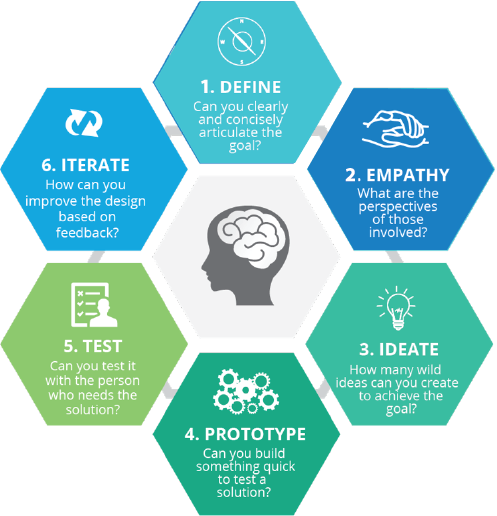 1. DEFINE
Can you clearly
and concisely
articulate the
goal?
2. EMPATHY
What are the
perspectives
of those
involved?
3. IDEATE
How many wild
ideas can you create
to achieve the
goal?
4. PROTOTYPE
Can you build
something quick
to test a
solution?
5. TEST
Can you test it
with the person
who needs the
solution?
6. ITERATE
How can you
improve the design
based on
feedback?